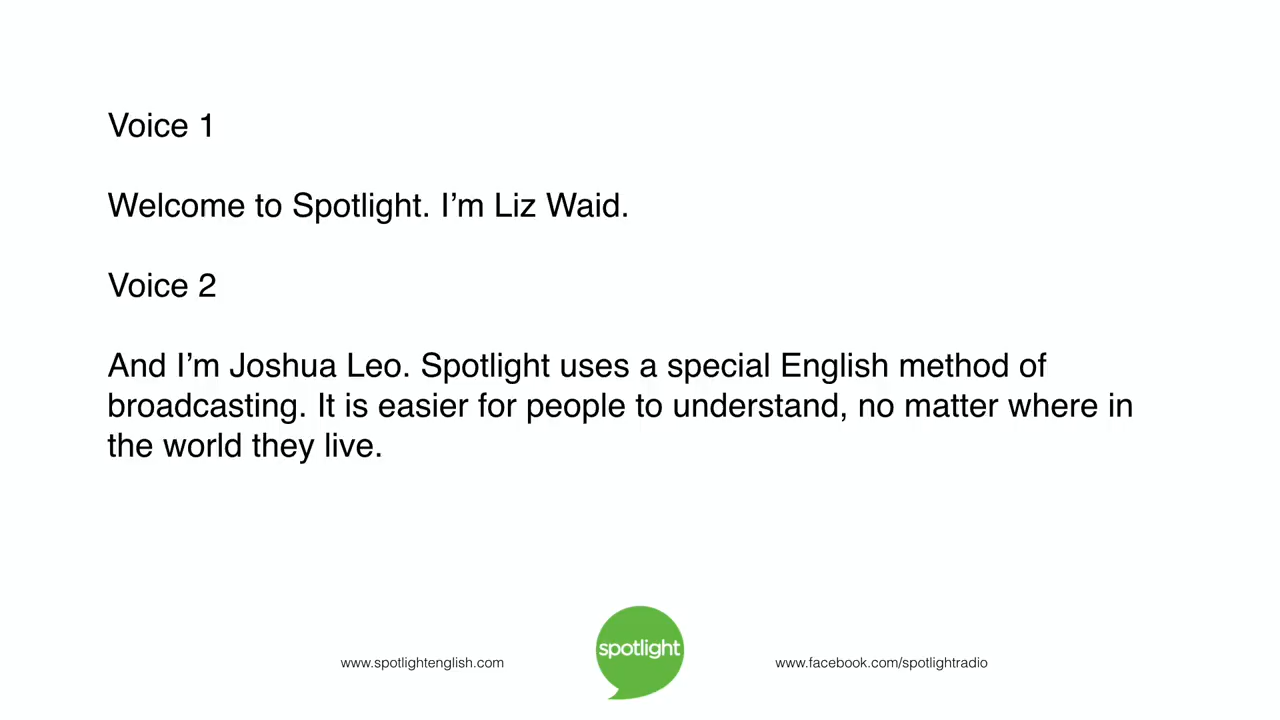 Voice 1
Welcome to Spotlight. I’m Liz Waid.
Voice 2
And I’m Joshua Leo. Spotlight uses a special English method of
broadcasting. It is easier for people to understand, no matter where in
the world they live.
www.spotlightenglish.com
spotlight
www.facebook.com/spotlightradio